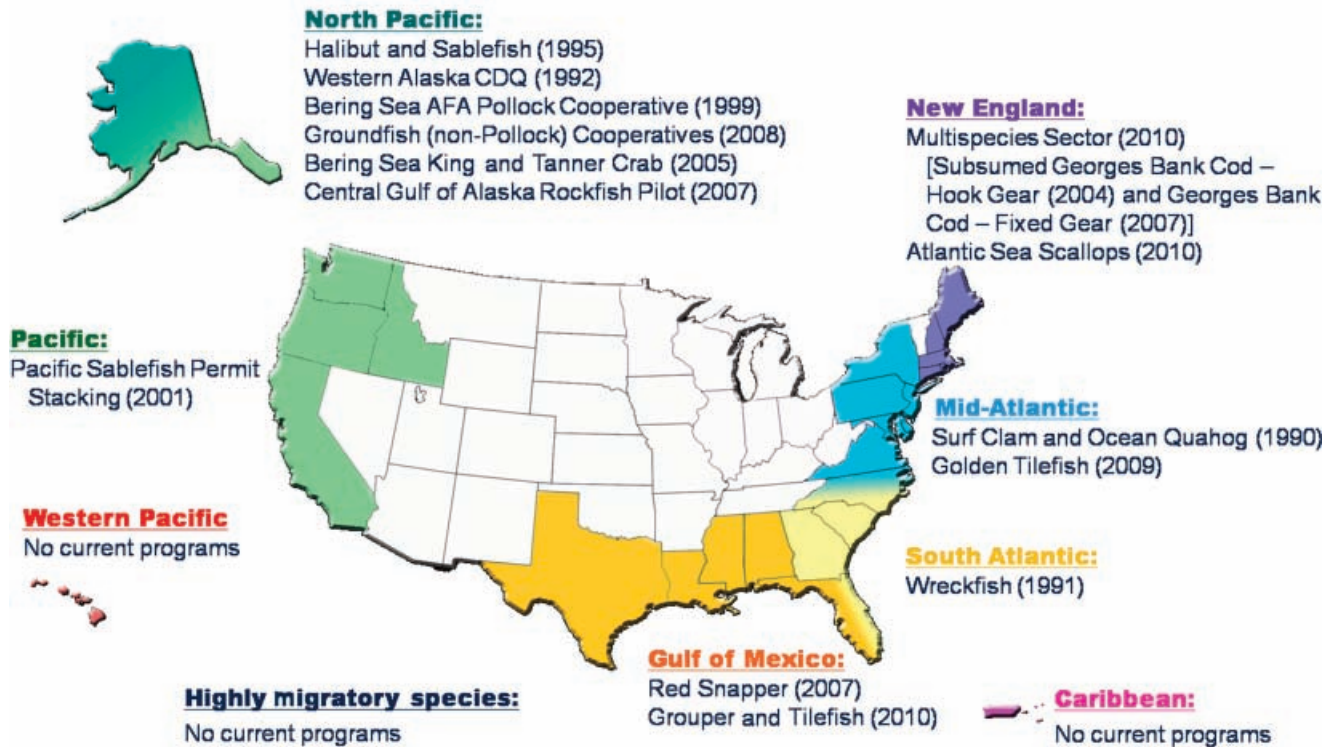 North Pacific:
Halibut and Sablefish (1995)
Western Alaska CDQ (1992)
Bering Sea AFA Pollock Cooperative (1999)
Groundfish (non-Pollock) Cooperatives (2008)
Bering Sea King and Tanner Crab (2005)
Central Gulf of Alaska Rockfish Pilot (2007)
New England:
Multispecies Sector (2010)
[Subsumed Georges Bank Cod –
Hook Gear (2004) and Georges Bank
Cod – Fixed Gear (2007)]
Atlantic Sea Scallops (2010)
Pacific:
Pacific Sablefish Permit
Stacking (2001)
Mid-Atlantic:
Surf Clam and Ocean Quahog (1990)
Golden Tilefish (2009)
Western Pacific
No current programs
South Atlantic:
Wreckfish (1991)
Gulf of Mexico:
Red Snapper (2007)
Grouper and Tilefish (2010)
Highly migratory species:
No current programs
Caribbean:
No current programs